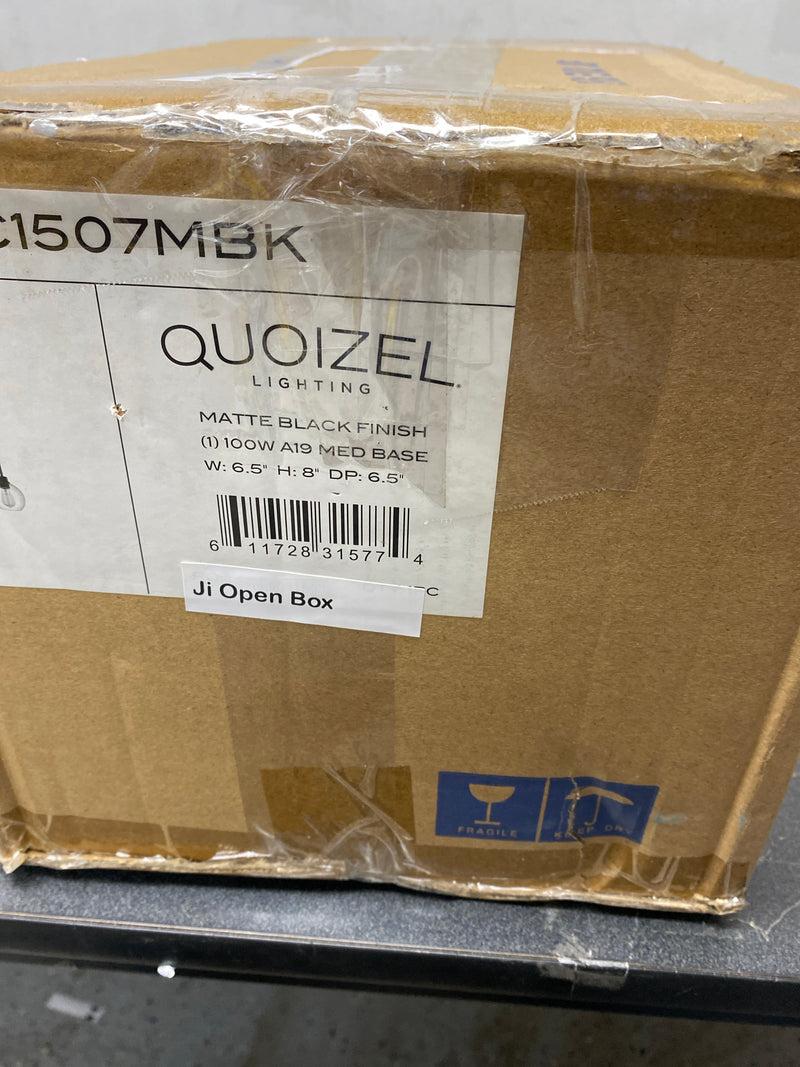 C1507MBK
QUOIZEL
LIGHTING
MATTE BLACK FINISH
(1) 100W A19 MED BASE
W: 6.5" H: 8" DP: 6.5"
6 11728 31577 4
Ji Open Box
FRAGILE
KEEP DRY